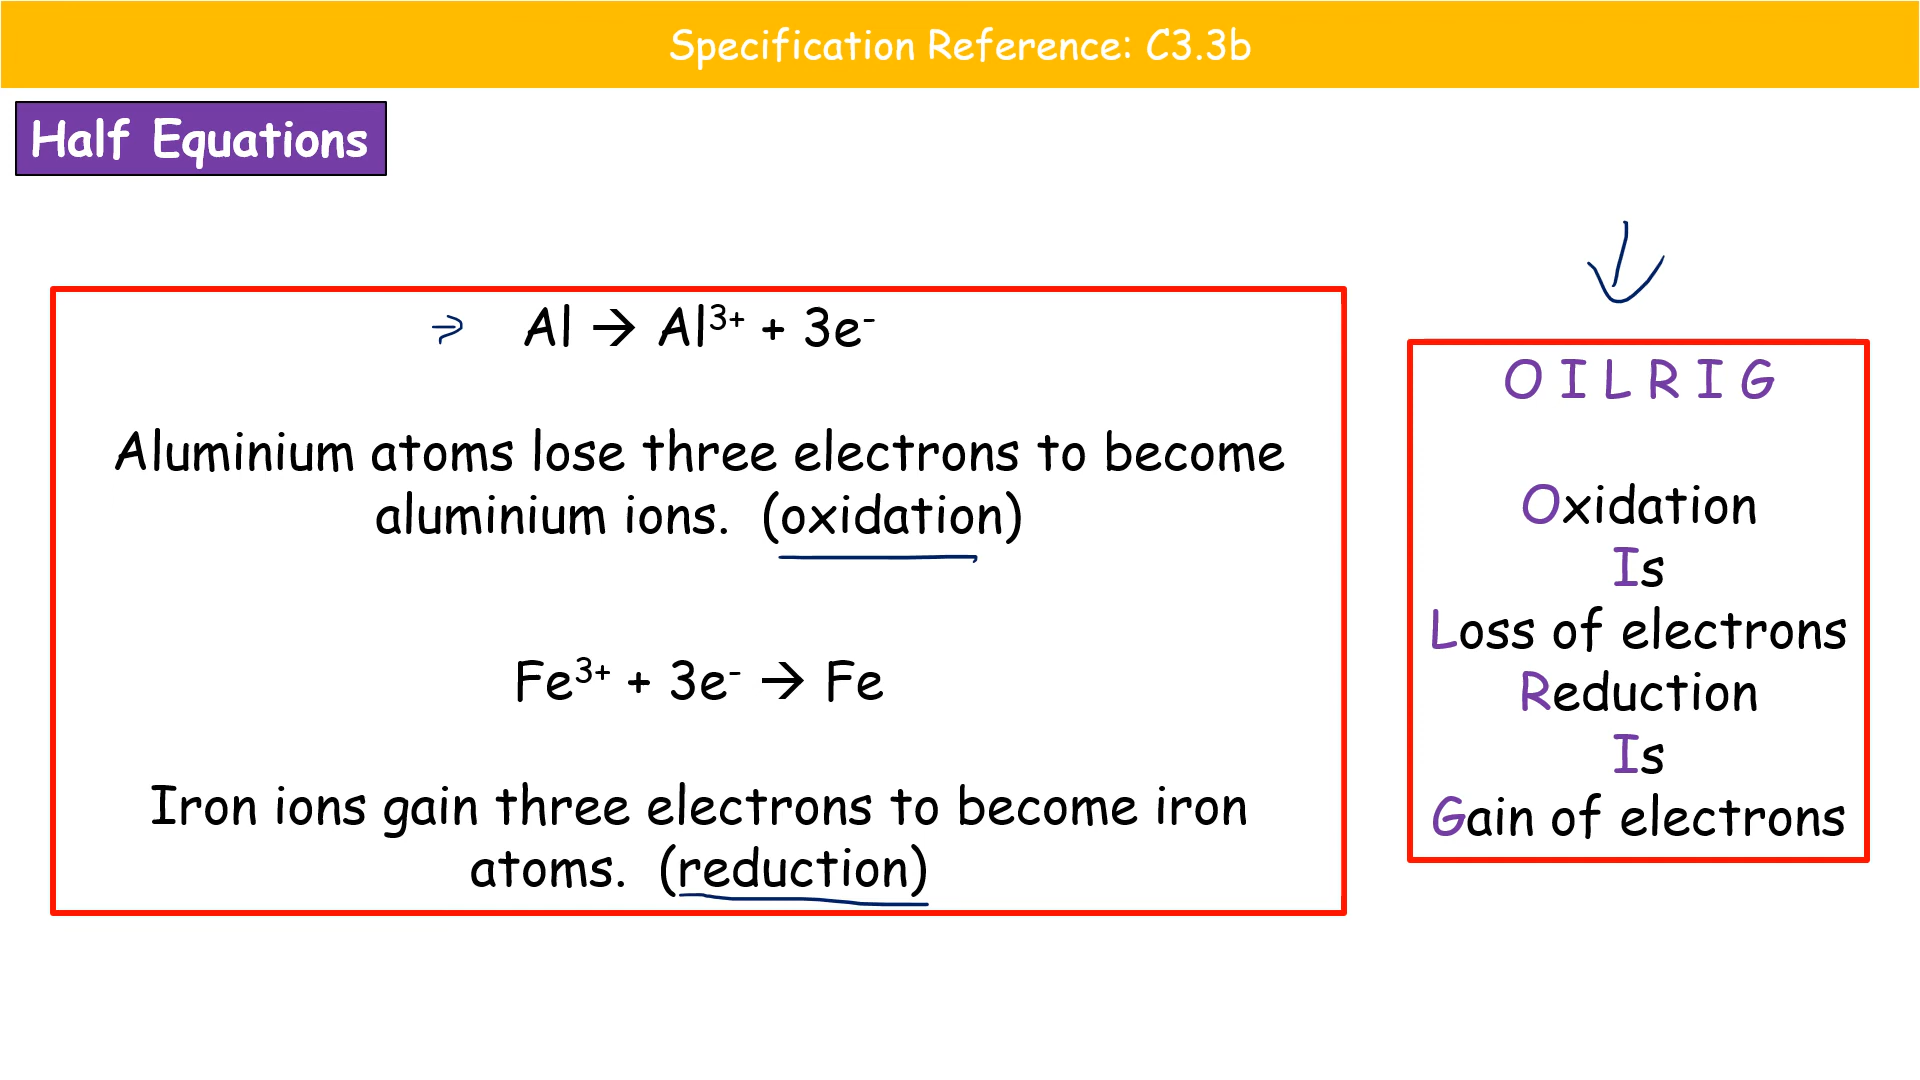 Specification Reference: C3.3b
Half Equations
Al → Al³⁺ + 3e⁻
Aluminium atoms lose three electrons to become
aluminium ions. (oxidation)
Fe³⁺ + 3e⁻ → Fe
Iron ions gain three electrons to become iron
atoms. (reduction)
O I L R I G
Oxidation
Is
Loss of electrons
Reduction
Is
Gain of electrons